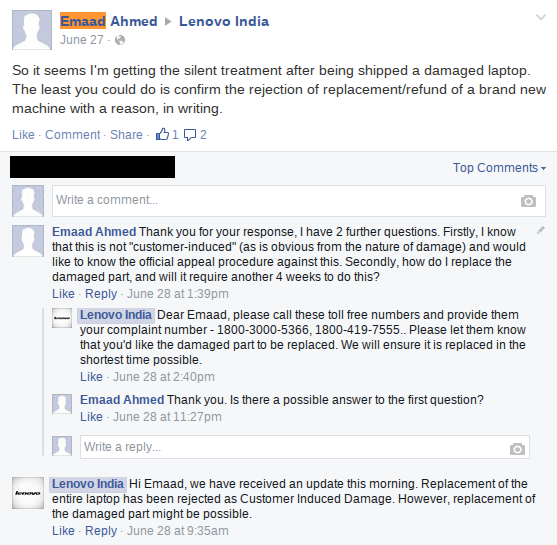 Emaad Ahmed ▸ Lenovo India
June 27 ·
So it seems I'm getting the silent treatment after being shipped a damaged laptop.
The least you could do is confirm the rejection of replacement/refund of a brand new
machine with a reason, in writing.
Like · Comment · Share · 1 2
Top Comments
Write a comment...
Emaad Ahmed Thank you for your response, I have 2 further questions. Firstly, I know
that this is not "customer-induced" (as is obvious from the nature of damage) and would
like to know the official appeal procedure against this. Secondly, how do I replace the
damaged part, and will it require another 4 weeks to do this?
Like · Reply · June 28 at 1:39pm
lenovo
Lenovo India Dear Emaad, please call these toll free numbers and provide them
your complaint number - 1800-3000-5366, 1800-419-7555.. Please let them know
that you'd like the damaged part to be replaced. We will ensure it is replaced in the
shortest time possible.
Like · June 28 at 2:40pm
Emaad Ahmed Thank you. Is there a possible answer to the first question?
Like · June 28 at 11:27pm
Write a reply...
lenovo
Lenovo India Hi Emaad, we have received an update this morning. Replacement of the
entire laptop has been rejected as Customer Induced Damage. However, replacement of
the damaged part might be possible.
Like · Reply · June 28 at 9:35am